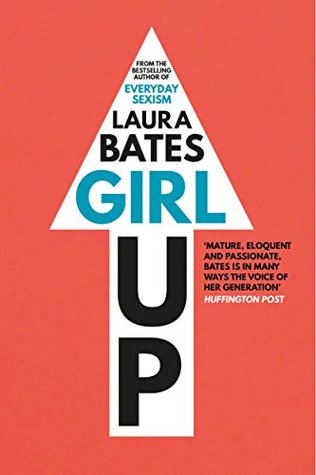 FROM THE
BESTSELLING
AUTHOR OF
EVERYDAY
SEXISM
LAURA
BATES
GIRL
UP
‘MATURE, ELOQUENT
AND PASSIONATE,
BATES IS IN MANY
WAYS THE VOICE OF
HER GENERATION’
HUFFINGTON POST